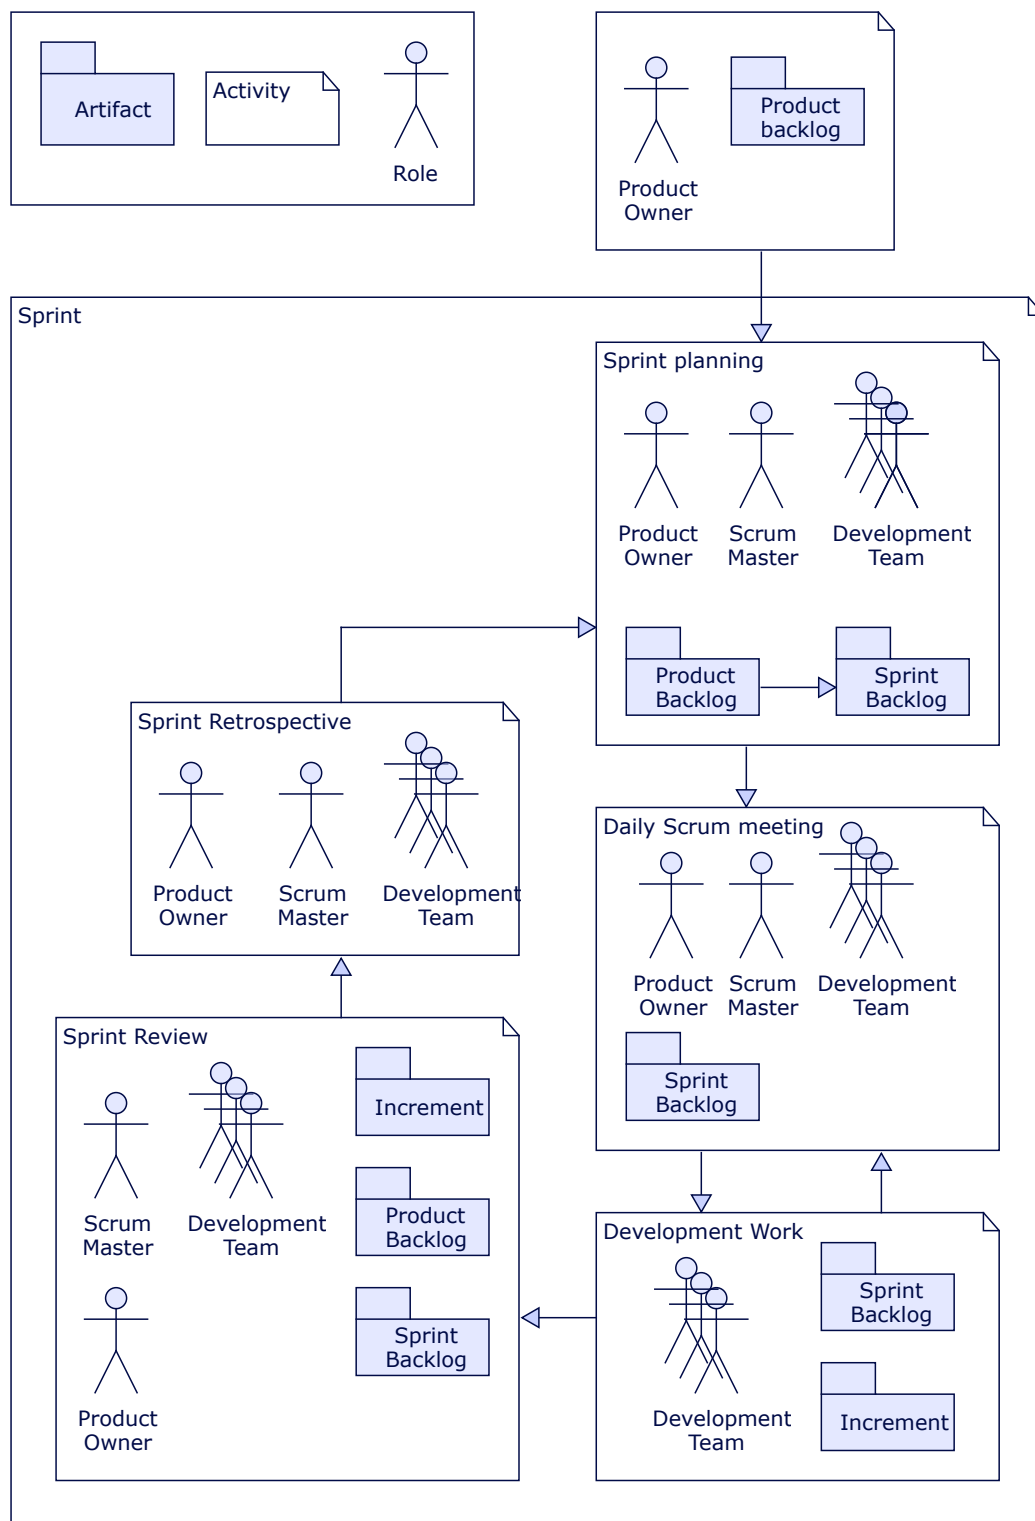 Artifact
Activity
Role
Product
backlog
Product
Owner
Sprint
Sprint planning
Product
Owner
Scrum
Master
Development
Team
Product
Backlog
Sprint
Backlog
Sprint Retrospective
Product
Owner
Scrum
Master
Development
Team
Daily Scrum meeting
Product
Owner
Scrum
Master
Development
Team
Sprint
Backlog
Sprint Review
Increment
Scrum
Master
Development
Team
Product
Backlog
Product
Owner
Sprint
Backlog
Development Work
Sprint
Backlog
Development
Team
Increment